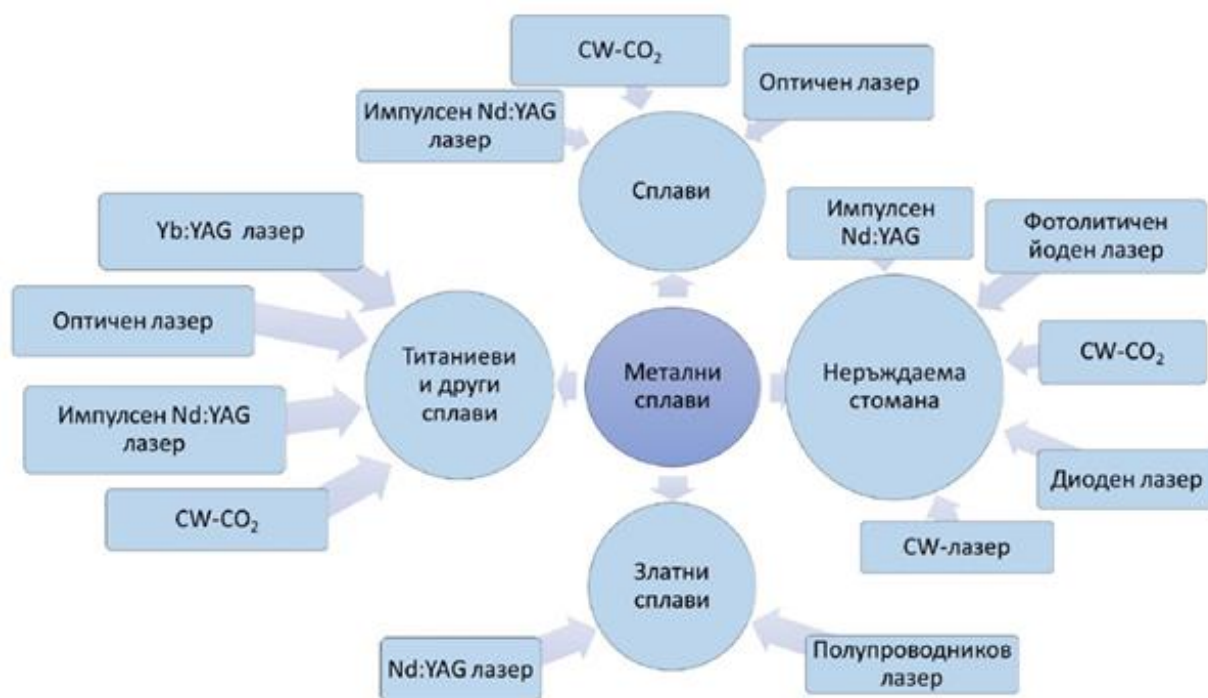 CW-CO₂
Оптичен лазер
Импулсен Nd:YAG
лазер
Сплави
Импулсен
Nd:YAG
Фотолитичен
йоден лазер
Yb:YAG лазер
Оптичен лазер
Титаниеви
и други
сплави
Метални
сплави
Неръждаема
стомана
CW-CO₂
Импулсен Nd:YAG
лазер
Диоден лазер
CW-CO₂
CW-лазер
Златни
сплави
Nd:YAG лазер
Полупроводников
лазер